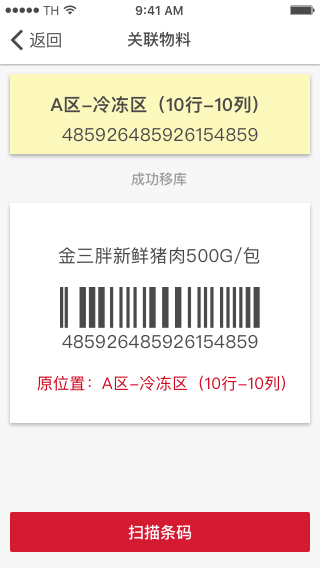 TH 9:41 AM
返回 关联物料
A区-冷冻区（10行-10列）
485926485926154859
成功移库
金三胖新鲜猪肉500G/包
485926485926154859
原位置：A区-冷冻区（10行-10列）
扫描条码